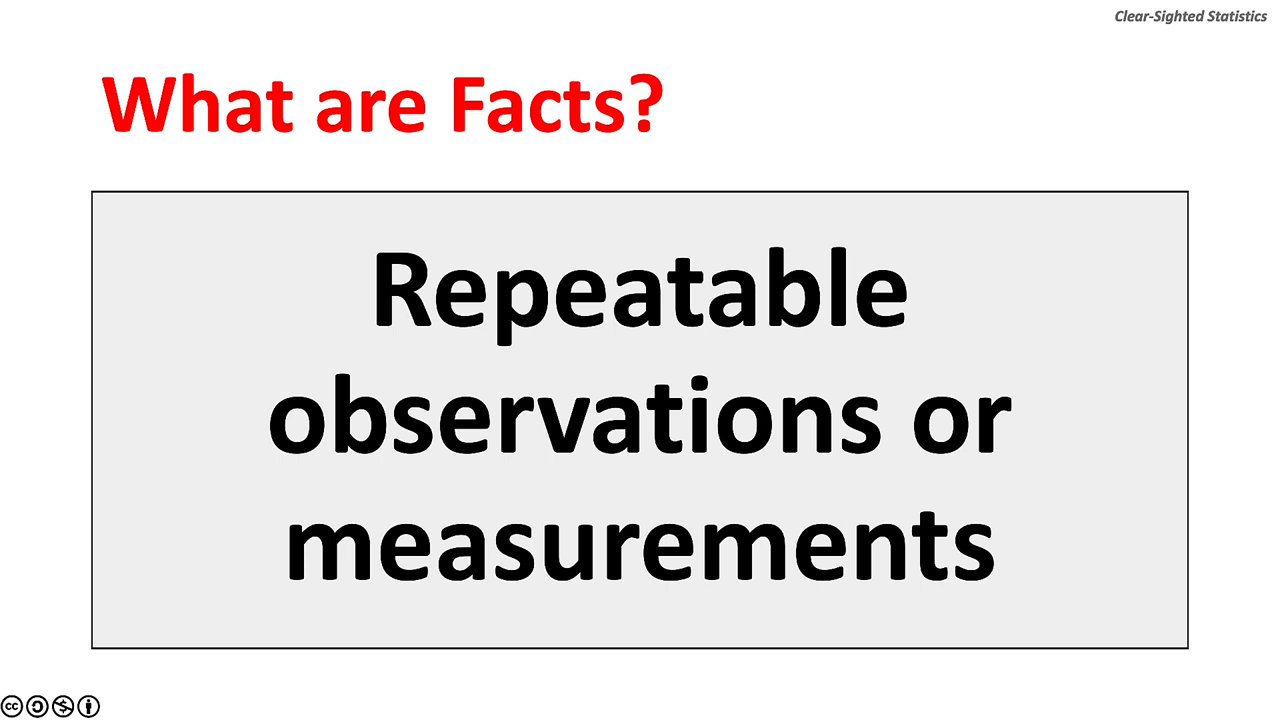 Clear-Sighted Statistics
What are Facts?
Repeatable
observations or
measurements